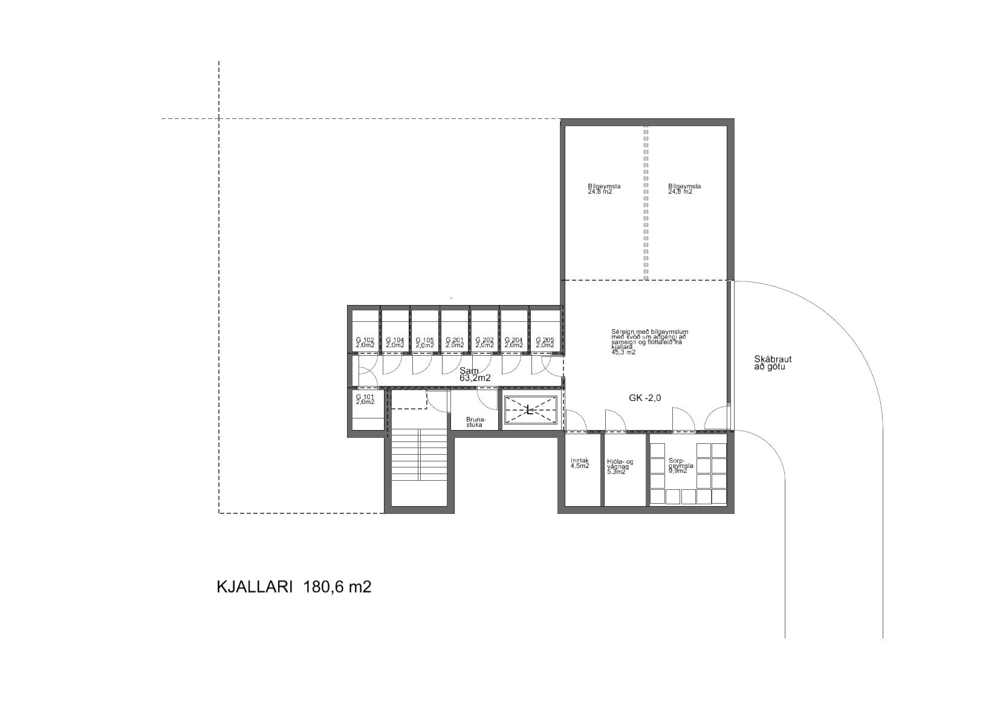 Bílgeymsla
24,8 m2
Bílgeymsla
24,8 m2
Séreign með bílgeymslum
með kvöð um aðgengi að
sameign og flóttaleið frá
kjallara
45,3 m2
G 102
2,0m2
G 104
2,0m2
G 105
2,0m2
G 201
2,0m2
G 202
2,0m2
G 204
2,0m2
G 205
2,0m2
Skábraut
að götu
Sam
63,2m2
G 101
2,0m2
GK -2,0
L
Bruna-
stúka
Inntak
4,5m2
Hjóla- og
vagnag
5,3m2
Sorp-
geymsla
9,9m2
KJALLARI 180,6 m2